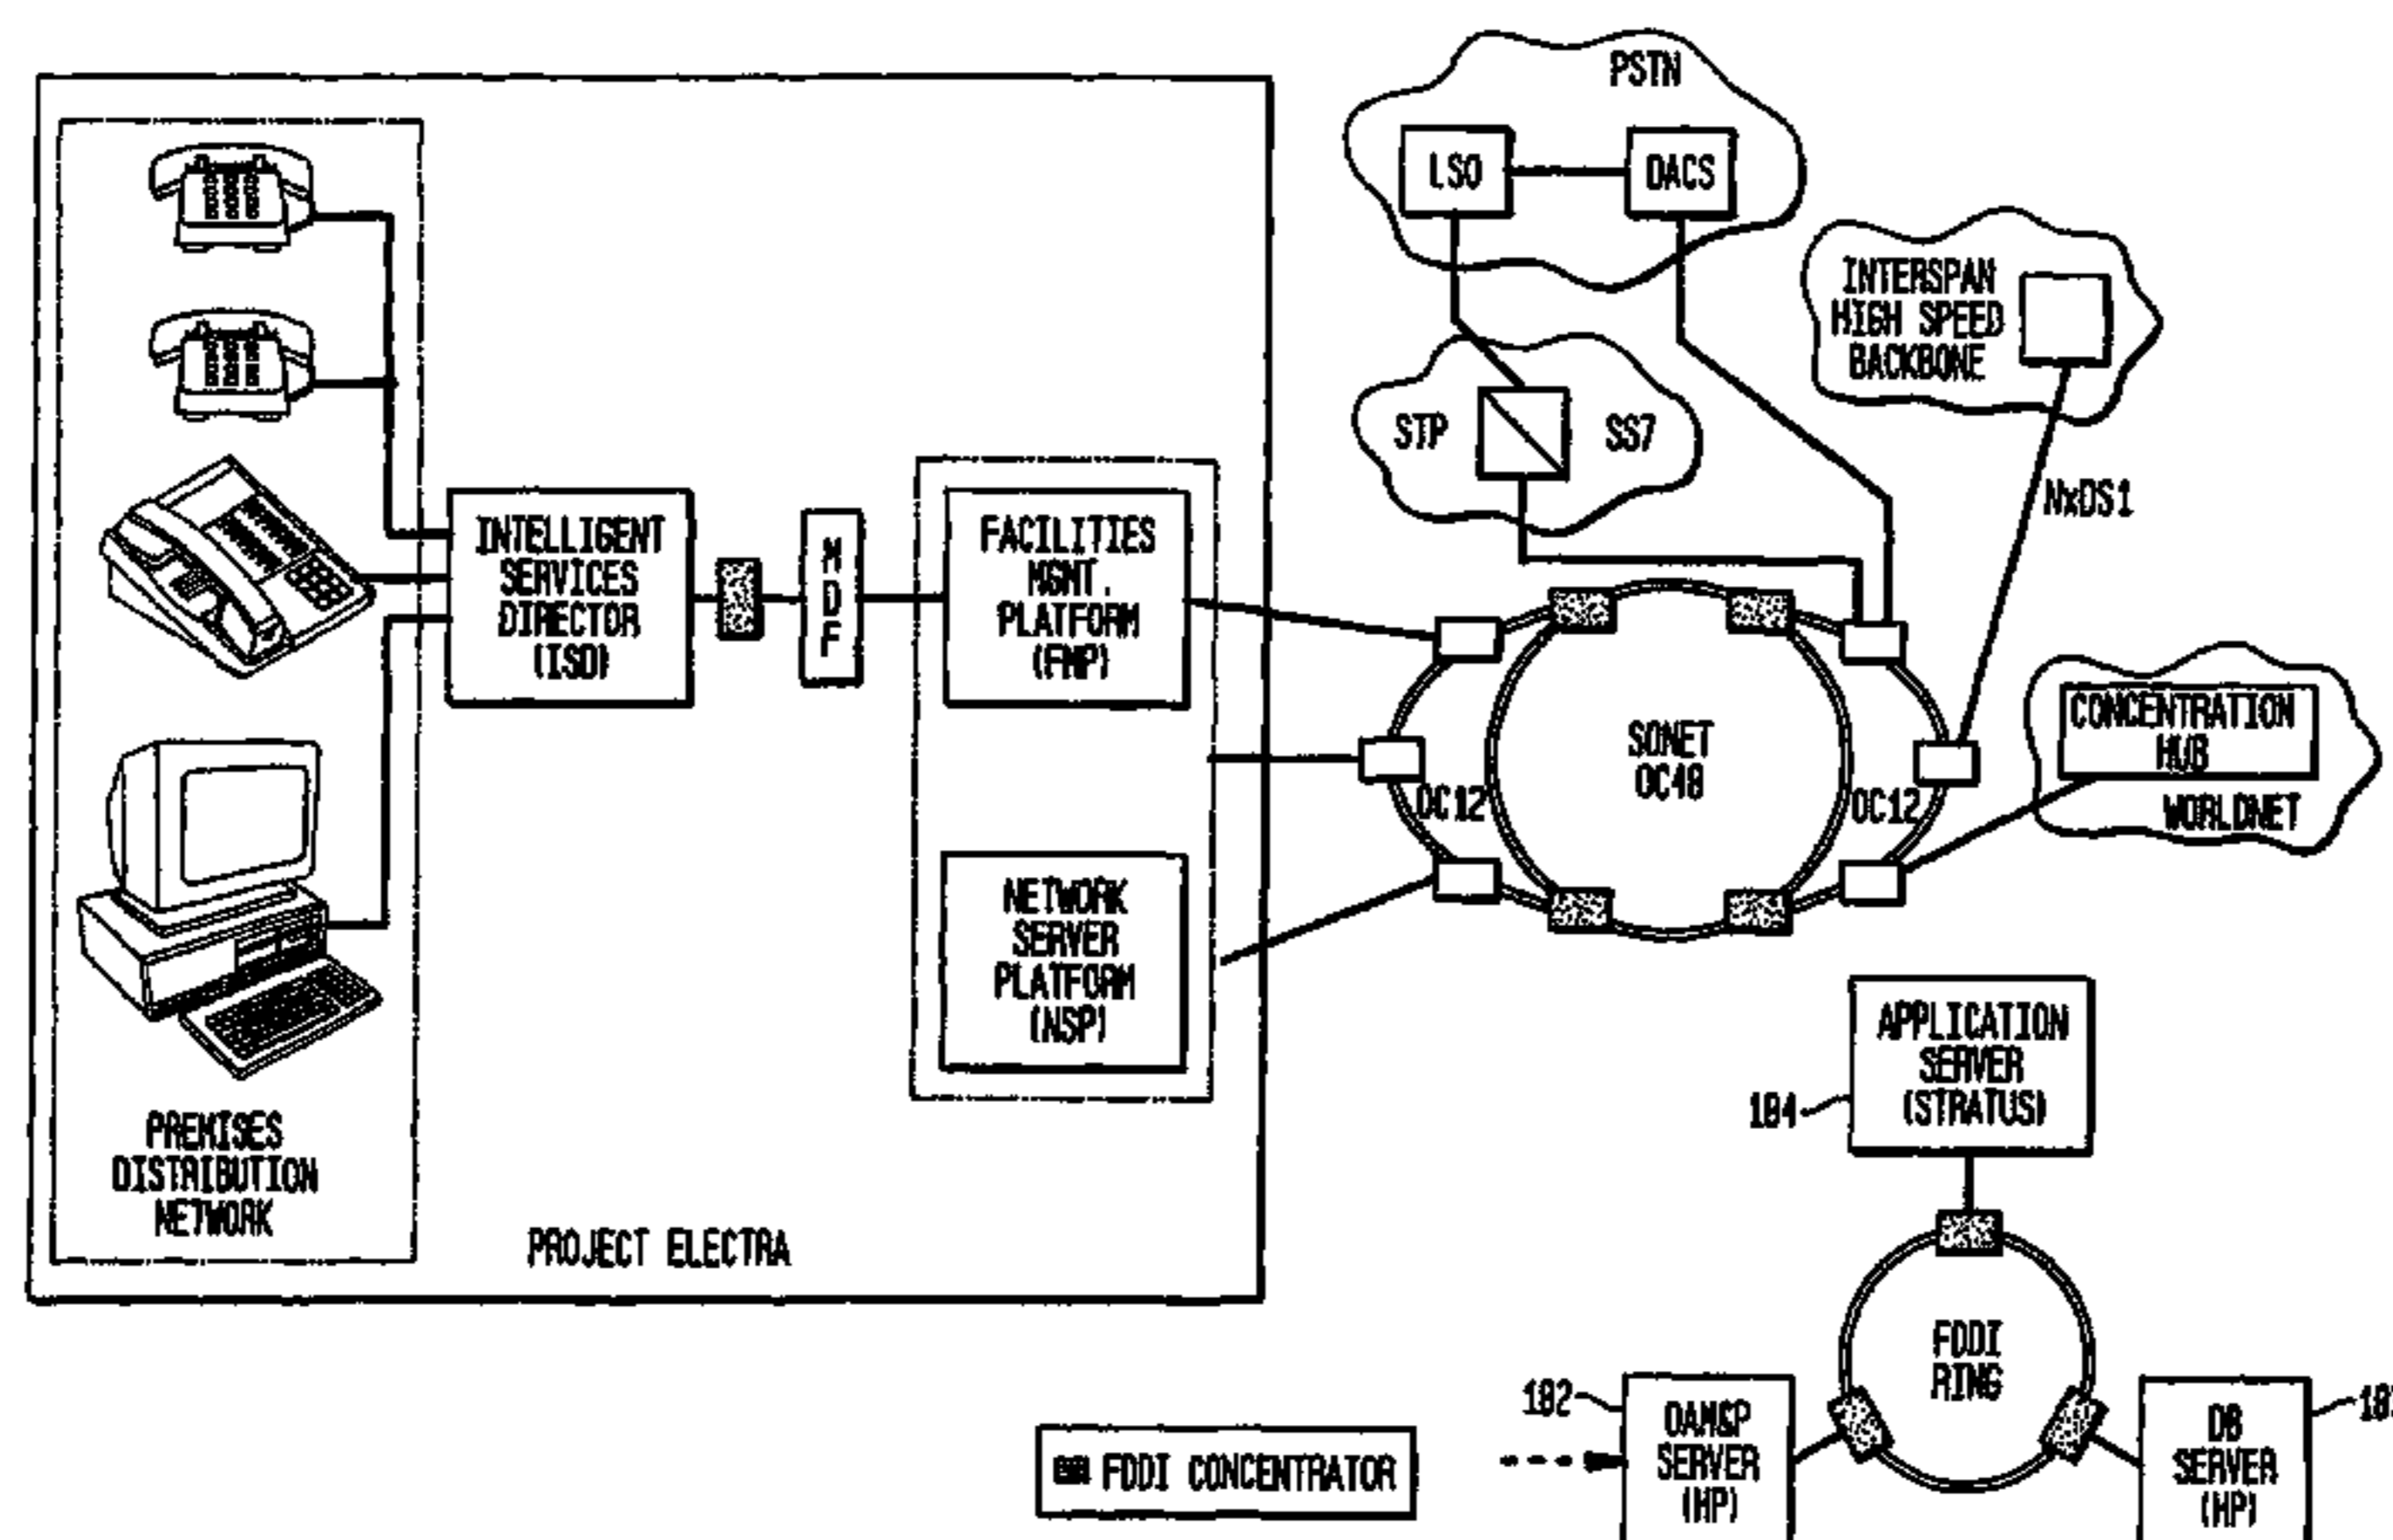 PSTN
LSO
DACS
INTERSPAN
HIGH SPEED
BACKBONE
STP
SS7
NxDS1
INTELLIGENT
SERVICES
DIRECTOR
(ISD)
M
D
F
FACILITIES
MGMT.
PLATFORM
(FMP)
SONET
OC48
OC12
OC12
CONCENTRATION
HUB
WORLDNET
NETWORK
SERVER
PLATFORM
(NSP)
PREMISES
DISTRIBUTION
NETWORK
PROJECT ELECTRA
APPLICATION
SERVER
(STRATUS)
184
FDDI
RING
182
OAM&P
SERVER
(HP)
DB
SERVER
(HP)
FDDI CONCENTRATOR